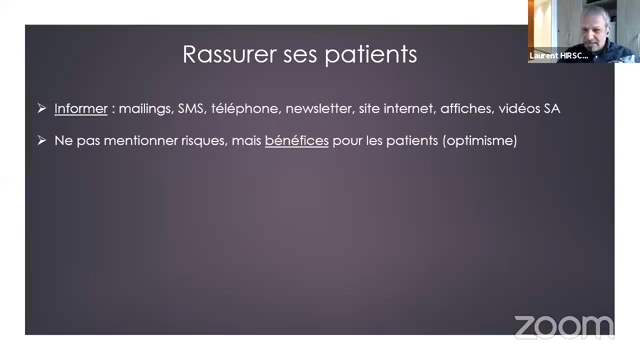 Laurent HIRSC...
Rassurer ses patients
➢ Informer : mailings, SMS, téléphone, newsletter, site internet, affiches, vidéos SA
➢ Ne pas mentionner risques, mais bénéfices pour les patients (optimisme)
zoom